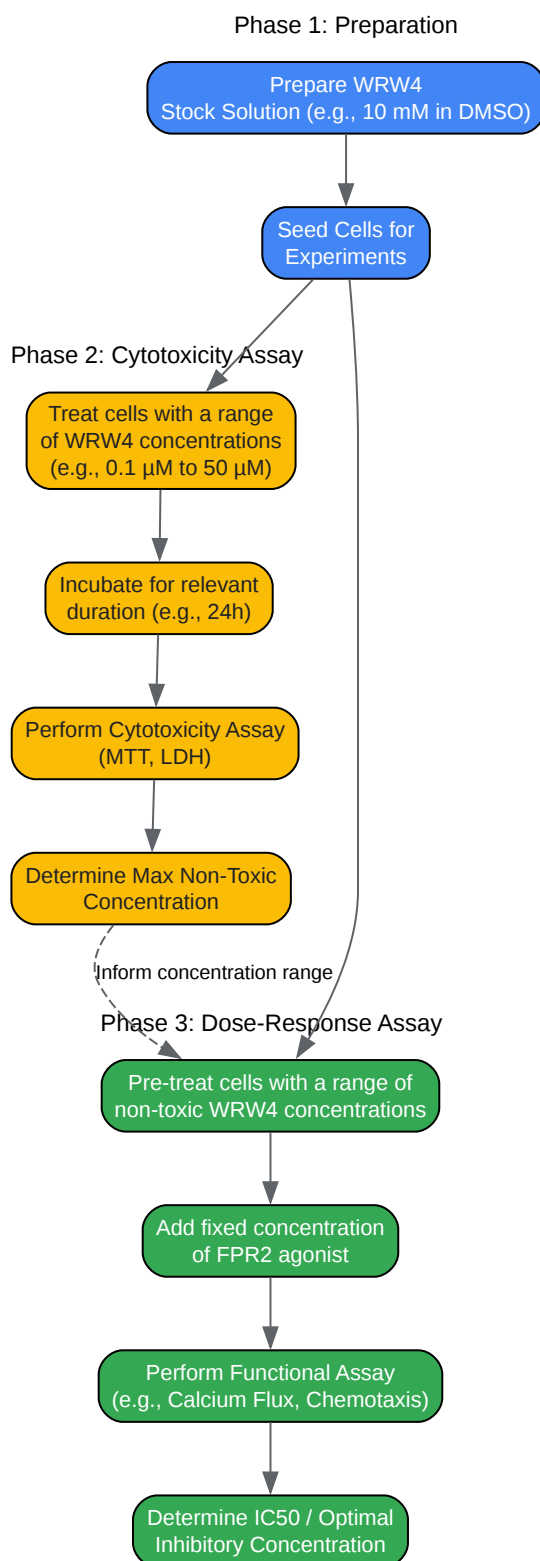 Phase 1: Preparation
Prepare WRW4
Stock Solution (e.g., 10 mM in DMSO)
Seed Cells for
Experiments
Phase 2: Cytotoxicity Assay
Treat cells with a range
of WRW4 concentrations
(e.g., 0.1 µM to 50 µM)
Incubate for relevant
duration (e.g., 24h)
Perform Cytotoxicity Assay
(MTT, LDH)
Determine Max Non-Toxic
Concentration
Inform concentration range
Phase 3: Dose-Response Assay
Pre-treat cells with a range of
non-toxic WRW4 concentrations
Add fixed concentration
of FPR2 agonist
Perform Functional Assay
(e.g., Calcium Flux, Chemotaxis)
Determine IC50 / Optimal
Inhibitory Concentration